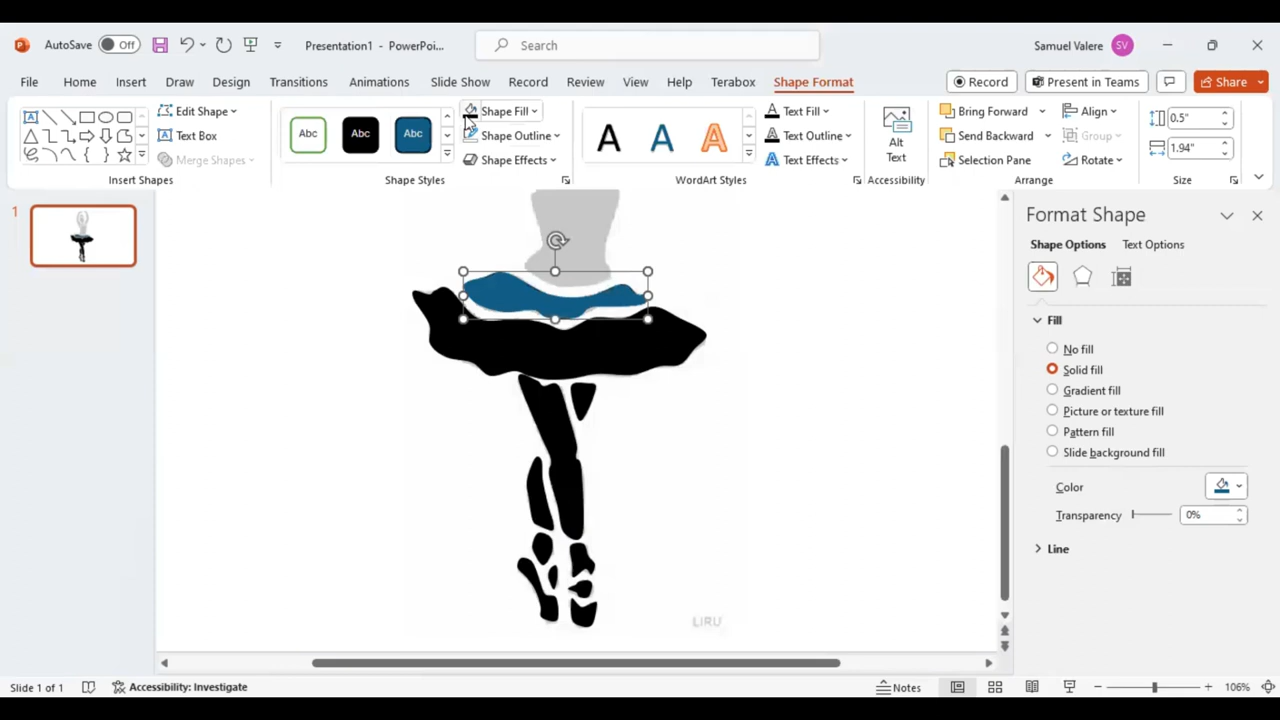 AutoSave Off Presentation1 - PowerPoi... Search Samuel Valere SV
File Home Insert Draw Design Transitions Animations Slide Show Record Review View Help Terabox Shape Format Record Present in Teams Share
Edit Shape Abc Abc Abc Shape Fill A A A Text Fill Bring Forward Align 0.5"
Text Box Shape Outline Text Outline Send Backward Group Alt Text
Merge Shapes Shape Effects Text Effects Selection Pane Rotate 1.94"
Insert Shapes Shape Styles WordArt Styles Accessibility Arrange Size
1
Format Shape
Shape Options Text Options
Fill
No fill
Solid fill
Gradient fill
Picture or texture fill
Pattern fill
Slide background fill
Color
Transparency 0%
Line
LIRU
Slide 1 of 1 Accessibility: Investigate Notes 106%